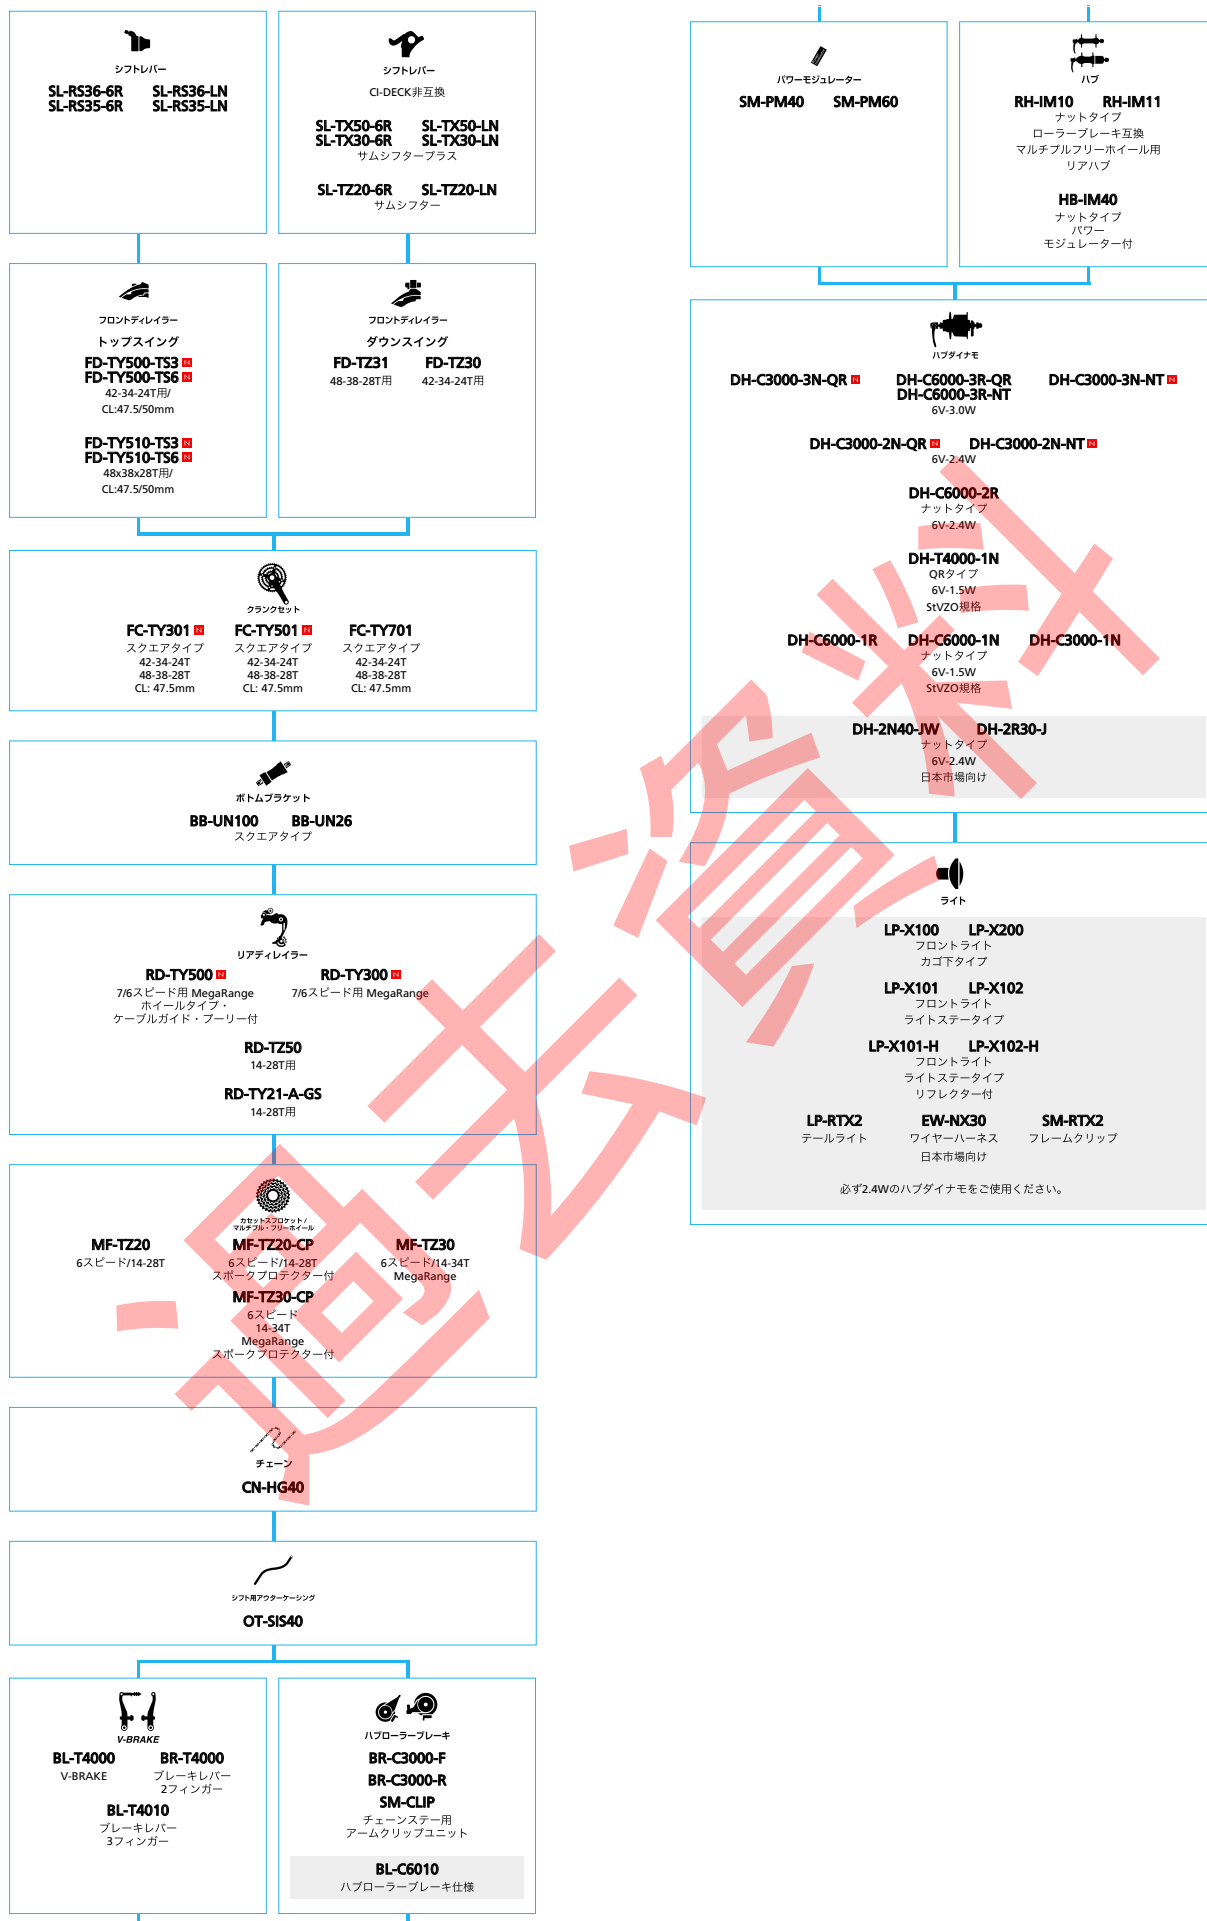 シフトレバー
SL-RS36-6R SL-RS36-LN
SL-RS35-6R SL-RS35-LN
シフトレバー
CI-DECK非互換
SL-TX50-6R SL-TX50-LN
SL-TX30-6R SL-TX30-LN
サムシフタープラス
SL-TZ20-6R SL-TZ20-LN
サムシフター
フロントディレイラー
トップスイング
FD-TY500-TS3 N
FD-TY500-TS6 N
42-34-24T用/
CL:47.5/50mm
FD-TY510-TS3 N
FD-TY510-TS6 N
48x38x28T用/
CL:47.5/50mm
フロントディレイラー
ダウンスイング
FD-TZ31 FD-TZ30
48-38-28T用 42-34-24T用
クランクセット
FC-TY301 N FC-TY501 N FC-TY701
スクエアタイプ スクエアタイプ スクエアタイプ
42-34-24T 42-34-24T 42-34-24T
48-38-28T 48-38-28T 48-38-28T
CL: 47.5mm CL: 47.5mm CL: 47.5mm
ボトムブラケット
BB-UN100 BB-UN26
スクエアタイプ
リアディレイラー
RD-TY500 N RD-TY300 N
7/6スピード用 MegaRange 7/6スピード用 MegaRange
ホイールタイプ・
ケーブルガイド・プーリー付
RD-TZ50
14-28T用
RD-TY21-A-GS
14-28T用
カセットスプロケット /
マルチプル・フリーホイール
MF-TZ20 MF-TZ20-CP MF-TZ30
6スピード/14-28T 6スピード/14-28T 6スピード/14-34T
スポークプロテクター付 MegaRange
MF-TZ30-CP
6スピード
14-34T
MegaRange
スポークプロテクター付
チェーン
CN-HG40
シフト用アウターケーシング
OT-SIS40
V-BRAKE
BL-T4000 BR-T4000
V-BRAKE ブレーキレバー
2フィンガー
BL-T4010
ブレーキレバー
3フィンガー
ハブローラーブレーキ
BR-C3000-F
BR-C3000-R
SM-CLIP
チェーンステー用
アームクリップユニット
BL-C6010
ハブローラーブレーキ仕様
パワーモジュレーター
SM-PM40 SM-PM60
ハブ
RH-IM10 RH-IM11
ナットタイプ
ローラーブレーキ互換
マルチプルフリーホイール用
リアハブ
HB-IM40
ナットタイプ
パワー
モジュレーター付
ハブダイナモ
DH-C3000-3N-QR N DH-C6000-3R-QR DH-C3000-3N-NT N
DH-C6000-3R-NT
6V-3.0W
DH-C3000-2N-QR N DH-C3000-2N-NT N
6V-2.4W
DH-C6000-2R
ナットタイプ
6V-2.4W
DH-T4000-1N
QRタイプ
6V-1.5W
StVZO規格
DH-C6000-1R DH-C6000-1N DH-C3000-1N
ナットタイプ
6V-1.5W
StVZO規格
DH-2N40-JW DH-2R30-J
ナットタイプ
6V-2.4W
日本市場向け
ライト
LP-X100 LP-X200
フロントライト
カゴ下タイプ
LP-X101 LP-X102
フロントライト
ライトステータイプ
LP-X101-H LP-X102-H
フロントライト
ライトステータイプ
リフレクター付
LP-RTX2 EW-NX30 SM-RTX2
テールライト ワイヤーハーネス フレームクリップ
日本市場向け
必ず2.4Wのハブダイナモをご使用ください。
過去資料